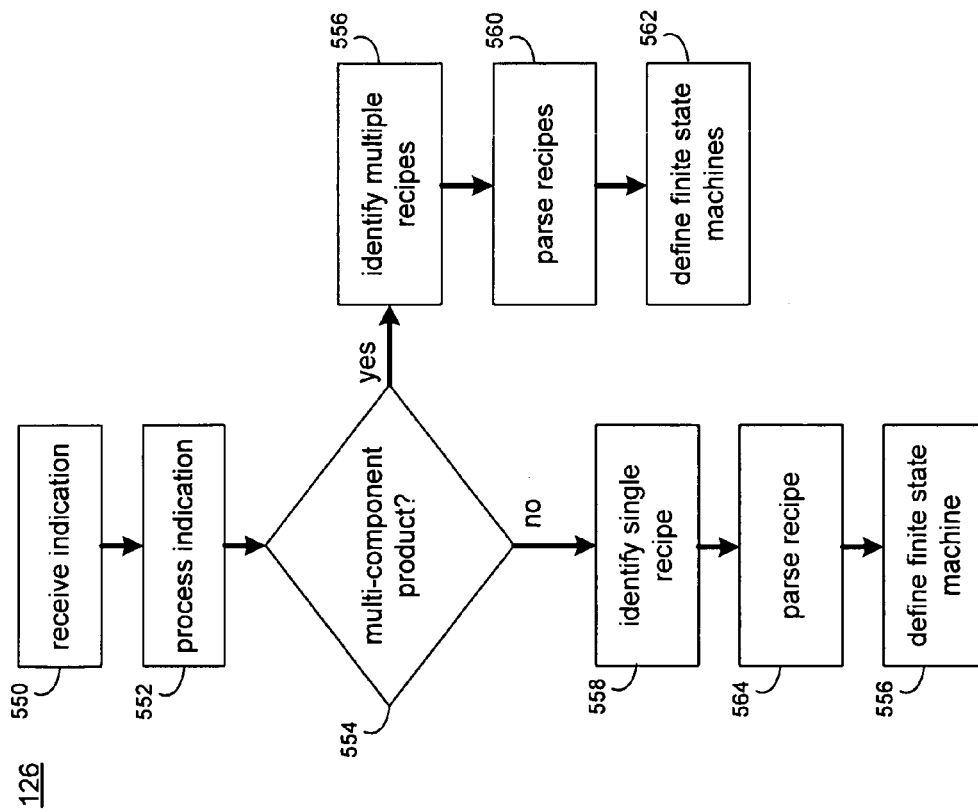 126
550
receive indication
552
process indication
554
multi-component
product?
yes
556
identify multiple
recipes
560
parse recipes
562
define finite state
machines
no
558
identify single
recipe
564
parse recipe
556
define finite state
machine